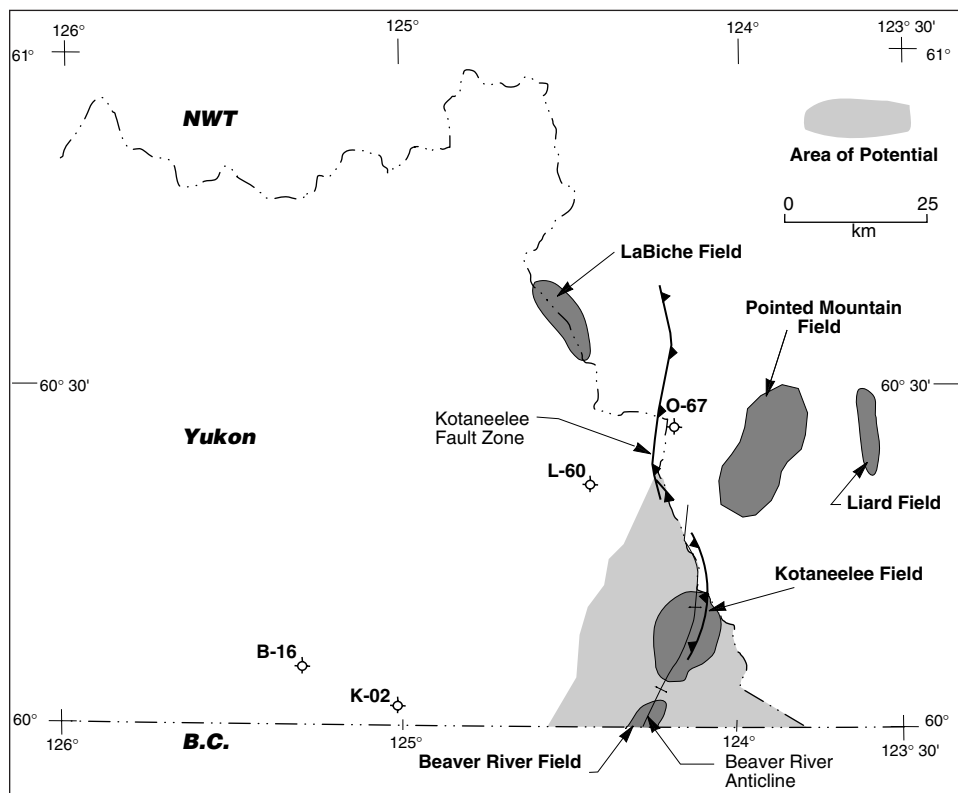 126°
125°
124°
123° 30'
61°
61°
NWT
Area of Potential
0
25
km
LaBiche Field
Pointed Mountain
Field
60° 30'
60° 30'
O-67
Kotaneelee
Fault Zone
Yukon
L-60
Liard Field
Kotaneelee Field
B-16
K-02
60°
60°
126°
B.C.
125°
124°
123° 30'
Beaver River Field
Beaver River
Anticline